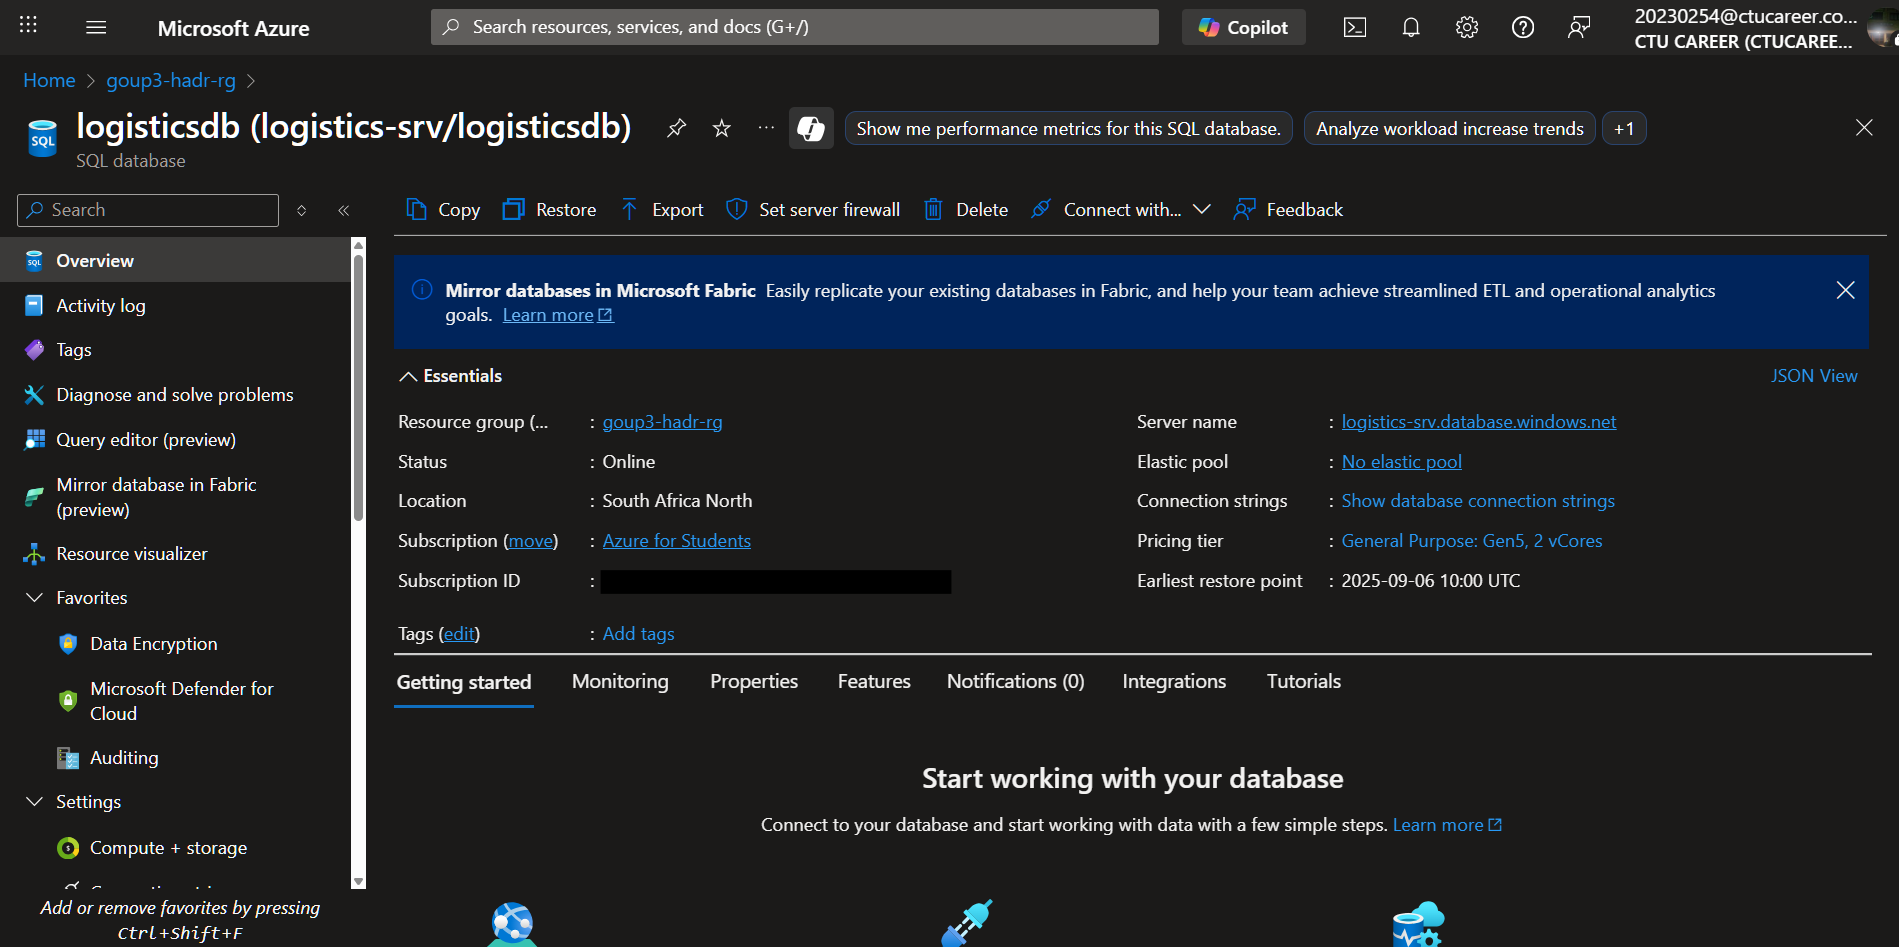 Microsoft Azure
Search resources, services, and docs (G+/)
Copilot
20230254@ctucareer.co...
CTU CAREER (CTUCAREE...
Home > goup3-hadr-rg >
SQL
logisticsdb (logistics-srv/logisticsdb)
SQL database
Show me performance metrics for this SQL database.
Analyze workload increase trends
+1
Search
Copy
Restore
Export
Set server firewall
Delete
Connect with...
Feedback
Overview
Activity log
Tags
Diagnose and solve problems
Query editor (preview)
Mirror database in Fabric
(preview)
Resource visualizer
Favorites
Data Encryption
Microsoft Defender for
Cloud
Auditing
Settings
Compute + storage
Add or remove favorites by pressing
Ctrl+Shift+F
Mirror databases in Microsoft Fabric Easily replicate your existing databases in Fabric, and help your team achieve streamlined ETL and operational analytics
goals. Learn more
Essentials
JSON View
Resource group (... : goup3-hadr-rg
Status : Online
Location : South Africa North
Subscription (move) : Azure for Students
Subscription ID :
Tags (edit) : Add tags
Server name : logistics-srv.database.windows.net
Elastic pool : No elastic pool
Connection strings : Show database connection strings
Pricing tier : General Purpose: Gen5, 2 vCores
Earliest restore point : 2025-09-06 10:00 UTC
Getting started
Monitoring
Properties
Features
Notifications (0)
Integrations
Tutorials
Start working with your database
Connect to your database and start working with data with a few simple steps. Learn more